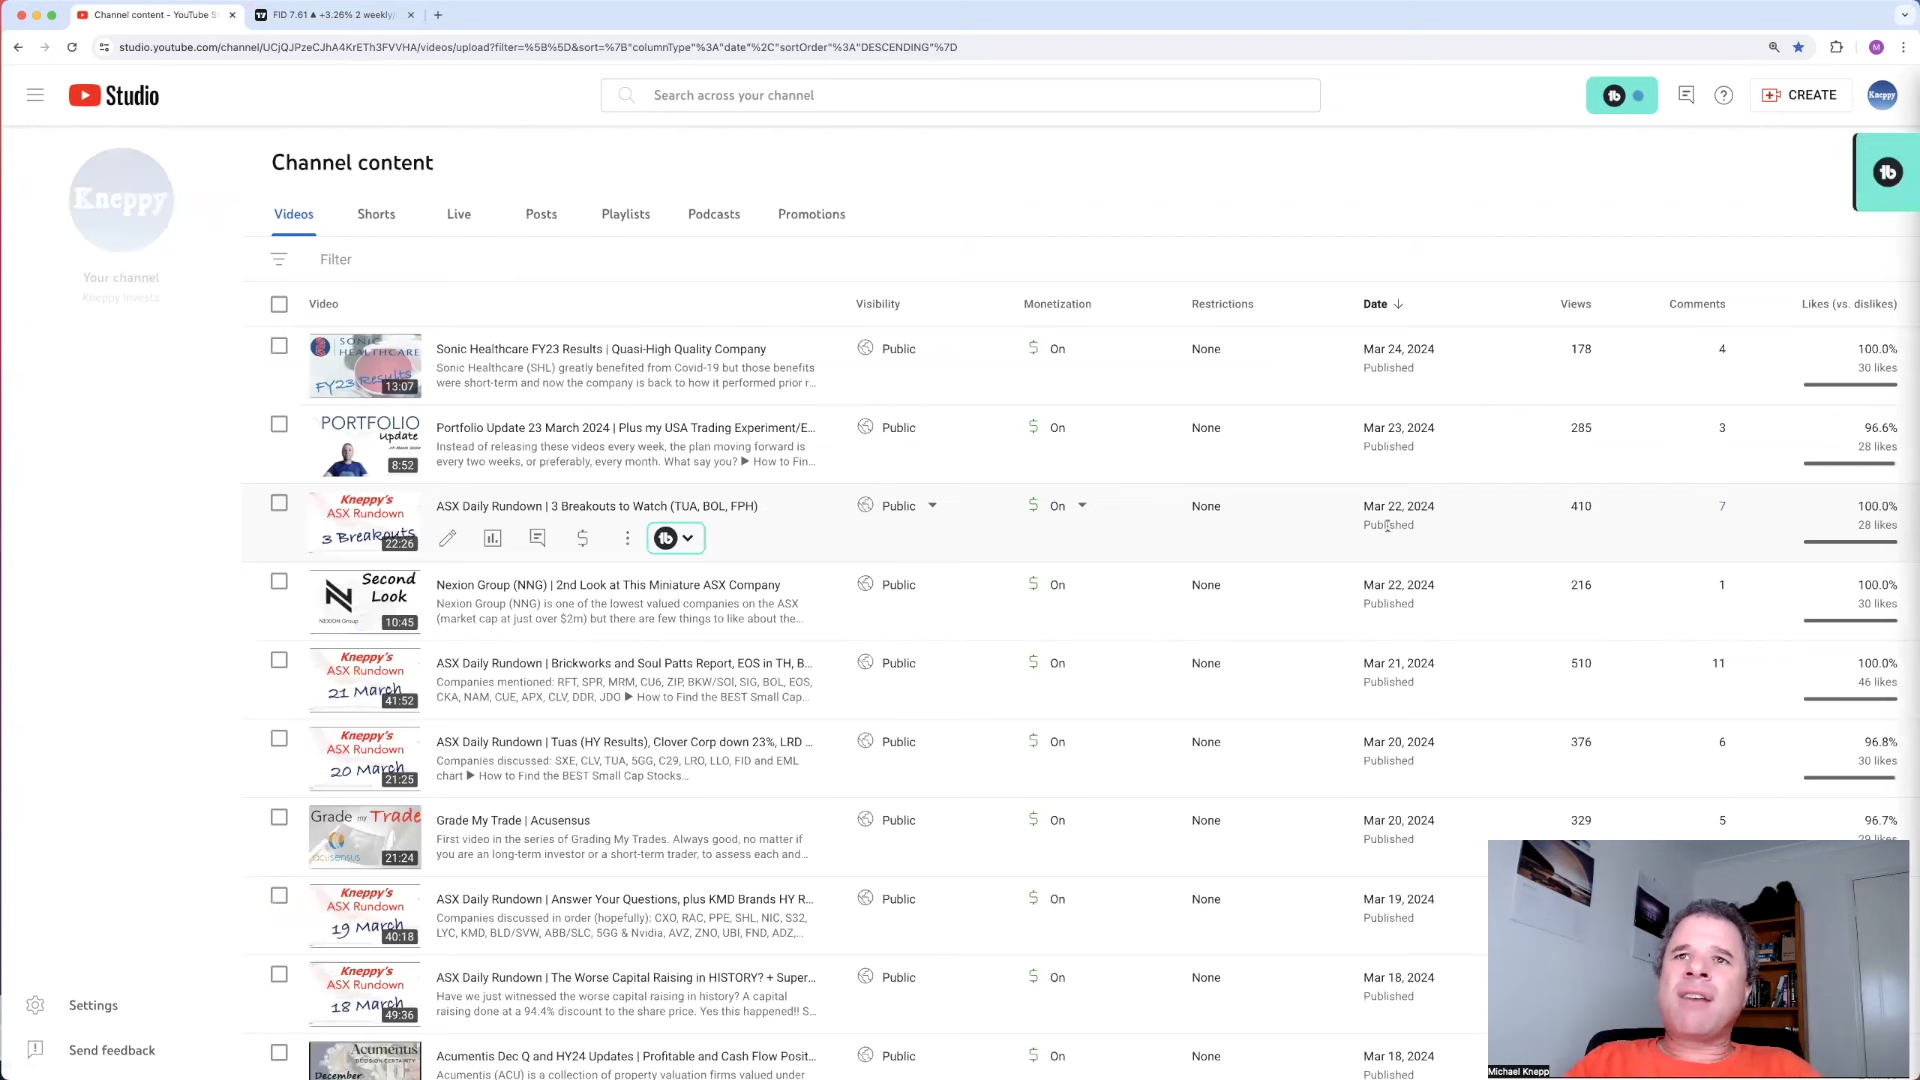 Channel content - YouTube S
FID 7.61 ▲ +3.26% 2 weekly
studio.youtube.com/channel/UCjQJPzeCJhA4KrETh3FVVHA/videos/upload?filter=%5B%5D&sort=%7B"columnType"%3A"date"%2C"sortOrder"%3A"DESCENDING"%7D
M
Studio
Search across your channel
CREATE
Kneppy
Kneppy
Your channel
Kneppy Invests
Channel content
Videos Shorts Live Posts Playlists Podcasts Promotions
Filter
Video Visibility Monetization Restrictions Date Views Comments Likes (vs. dislikes)
SONIC HEALTHCARE
FY23 Results
13:07
Sonic Healthcare FY23 Results | Quasi-High Quality Company
Sonic Healthcare (SHL) greatly benefited from Covid-19 but those benefits
were short-term and now the company is back to how it performed prior r...
Public On None Mar 24, 2024 178 4 100.0%
Published 30 likes
PORTFOLIO
Update
8:52
Portfolio Update 23 March 2024 | Plus my USA Trading Experiment/E...
Instead of releasing these videos every week, the plan moving forward is
every two weeks, or preferably, every month. What say you? ► How to Fin...
Public On None Mar 23, 2024 285 3 96.6%
Published 28 likes
Kneppy's
ASX Rundown
3 Breakouts
22:26
ASX Daily Rundown | 3 Breakouts to Watch (TUA, BOL, FPH)
Public On None Mar 22, 2024 410 7 100.0%
Published 28 likes
Second
Look
NEXION Group
10:45
Nexion Group (NNG) | 2nd Look at This Miniature ASX Company
Nexion Group (NNG) is one of the lowest valued companies on the ASX
(market cap at just over $2m) but there are few things to like about the...
Public On None Mar 22, 2024 216 1 100.0%
Published 30 likes
Kneppy's
ASX Rundown
21 March
41:52
ASX Daily Rundown | Brickworks and Soul Patts Report, EOS in TH, B...
Companies mentioned: RFT, SPR, MRM, CU6, ZIP, BKW/SOI, SIG, BOL, EOS,
CKA, NAM, CUE, APX, CLV, DDR, JDO ► How to Find the BEST Small Cap...
Public On None Mar 21, 2024 510 11 100.0%
Published 46 likes
Kneppy's
ASX Rundown
20 March
21:25
ASX Daily Rundown | Tuas (HY Results), Clover Corp down 23%, LRD ...
Companies discussed: SXE, CLV, TUA, 5GG, C29, LRO, LLO, FID and EML
chart ► How to Find the BEST Small Cap Stocks...
Public On None Mar 20, 2024 376 6 96.8%
Published 30 likes
Grade my Trade
acusensus
21:24
Grade My Trade | Acusensus
First video in the series of Grading My Trades. Always good, no matter if
you are an long-term investor or a short-term trader, to assess each and...
Public On None Mar 20, 2024 329 5 96.7%
Published 29 likes
Kneppy's
ASX Rundown
19 March
40:18
ASX Daily Rundown | Answer Your Questions, plus KMD Brands HY R...
Companies discussed in order (hopefully): CXO, RAC, PPE, SHL, NIC, S32,
LYC, KMD, BLD/SVW, ABB/SLC, 5GG & Nvidia, AVZ, ZNO, UBI, FND, ADZ,...
Public On None Mar 19, 2024
Published
Kneppy's
ASX Rundown
18 March
49:36
ASX Daily Rundown | The Worse Capital Raising in HISTORY? + Super...
Have we just witnessed the worse capital raising in history? A capital
raising done at a 94.4% discount to the share price. Yes this happened!! S...
Public On None Mar 18, 2024
Published
Acumentis
DECISION CERTAINTY
December
Acumentis Dec Q and HY24 Updates | Profitable and Cash Flow Posit...
Acumentis (ACU) is a collection of property valuation firms valued under
Public On None Mar 18, 2024
Settings
Send feedback
Michael Knepp